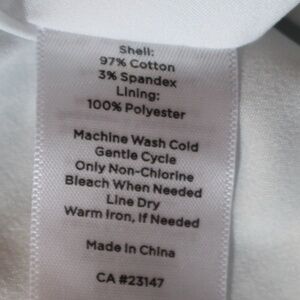 Shell:
97% Cotton
3% Spandex
Lining:
100% Polyester
Machine Wash Cold
Gentle Cycle
Only Non-Chlorine
Bleach When Needed
Line Dry
Warm Iron, If Needed
Made in China
CA #23147